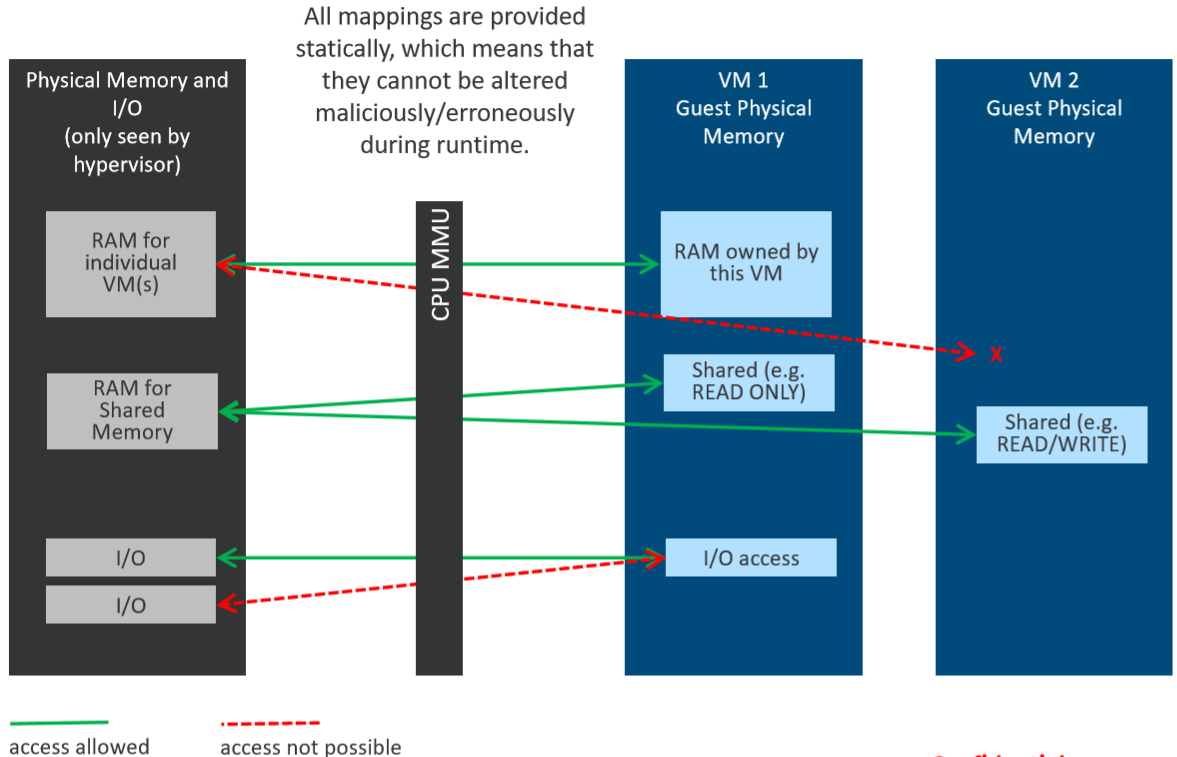 All mappings are provided
statically, which means that
they cannot be altered
maliciously/erroneously
during runtime.
Physical Memory and
I/O
(only seen by
hypervisor)
VM 1
Guest Physical
Memory
VM 2
Guest Physical
Memory
CPU MMU
RAM for
individual
VM(s)
RAM owned by
this VM
X
RAM for
Shared
Memory
Shared (e.g.
READ ONLY)
Shared (e.g.
READ/WRITE)
I/O
I/O access
I/O
access allowed
access not possible